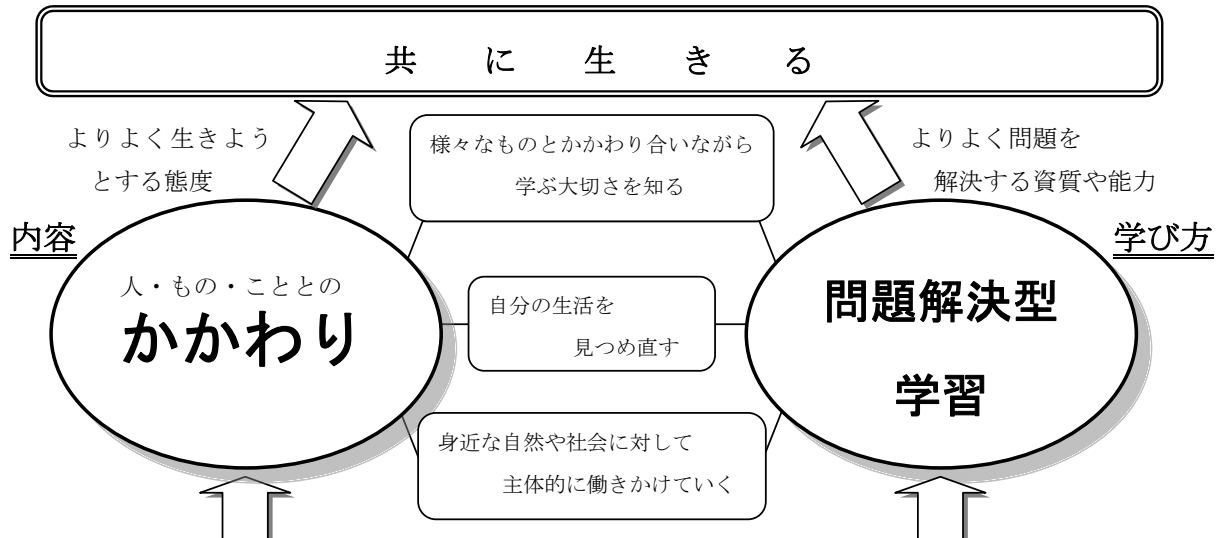 共に生きる
よりよく生きよう
とする態度
様々なものとかかわり合いながら
学ぶ大切さを知る
よりよく問題を
解決する資質や能力
内容
学び方
人・もの・こととの
かかわり
自分の生活を
見つめ直す
問題解決型
学習
身近な自然や社会に対して
主体的に働きかけていく